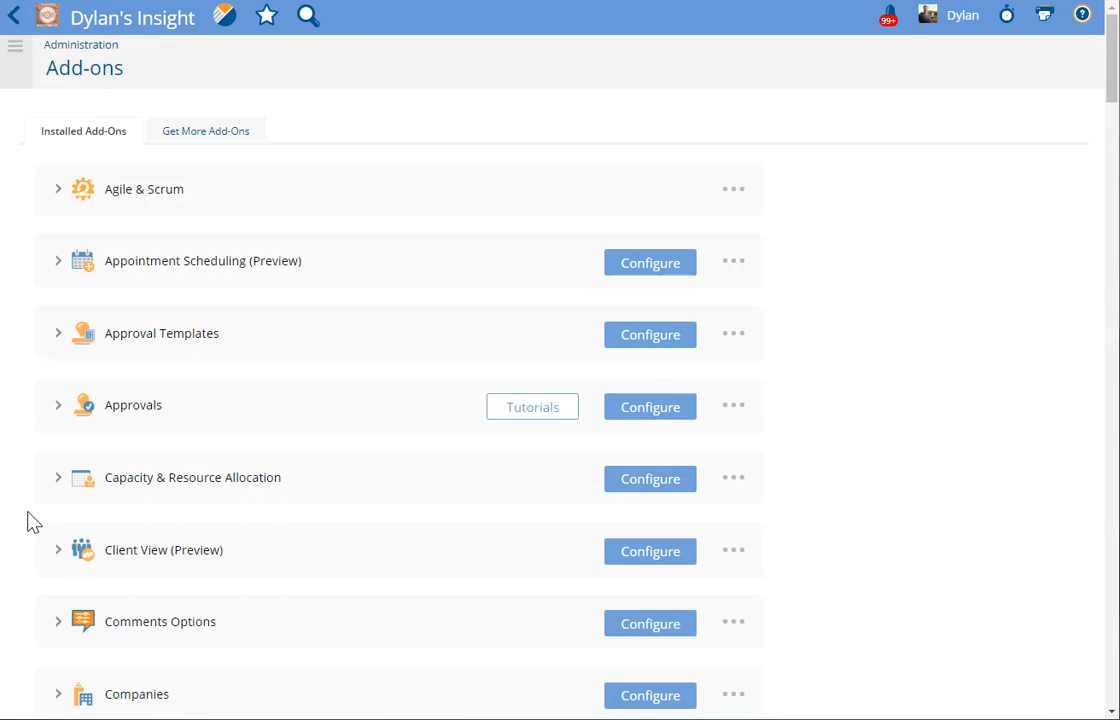 Dylan's Insight
99+
Dylan
Administration
Add-ons
Installed Add-Ons
Get More Add-Ons
Agile & Scrum
Appointment Scheduling (Preview)
Configure
Approval Templates
Configure
Approvals
Tutorials
Configure
Capacity & Resource Allocation
Configure
Client View (Preview)
Configure
Comments Options
Configure
Companies
Configure